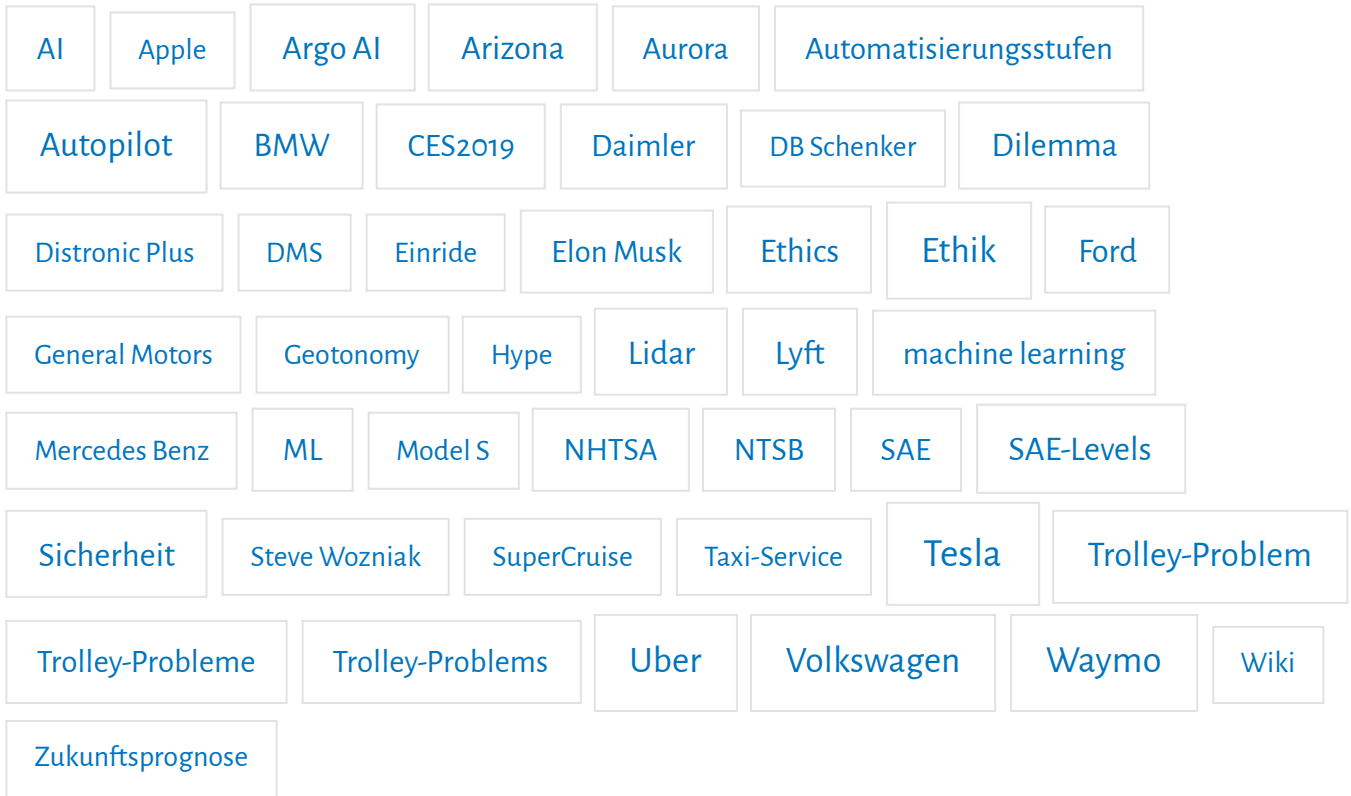 AI Apple Argo AI Arizona Aurora Automatisierungsstufen
Autopilot BMW CES2019 Daimler DB Schenker Dilemma
Distronic Plus DMS Einride Elon Musk Ethics Ethik Ford
General Motors Geotonomy Hype Lidar Lyft machine learning
Mercedes Benz ML Model S NHTSA NTSB SAE SAE-Levels
Sicherheit Steve Wozniak SuperCruise Taxi-Service Tesla Trolley-Problem
Trolley-Probleme Trolley-Problems Uber Volkswagen Waymo Wiki
Zukunftsprognose